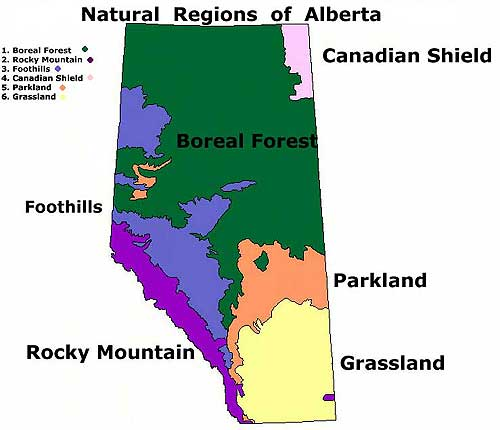 Natural Regions of Alberta
1. Boreal Forest
2. Rocky Mountain
3. Foothills
4. Canadian Shield
5. Parkland
6. Grassland
Canadian Shield
Boreal Forest
Foothills
Parkland
Rocky Mountain
Grassland